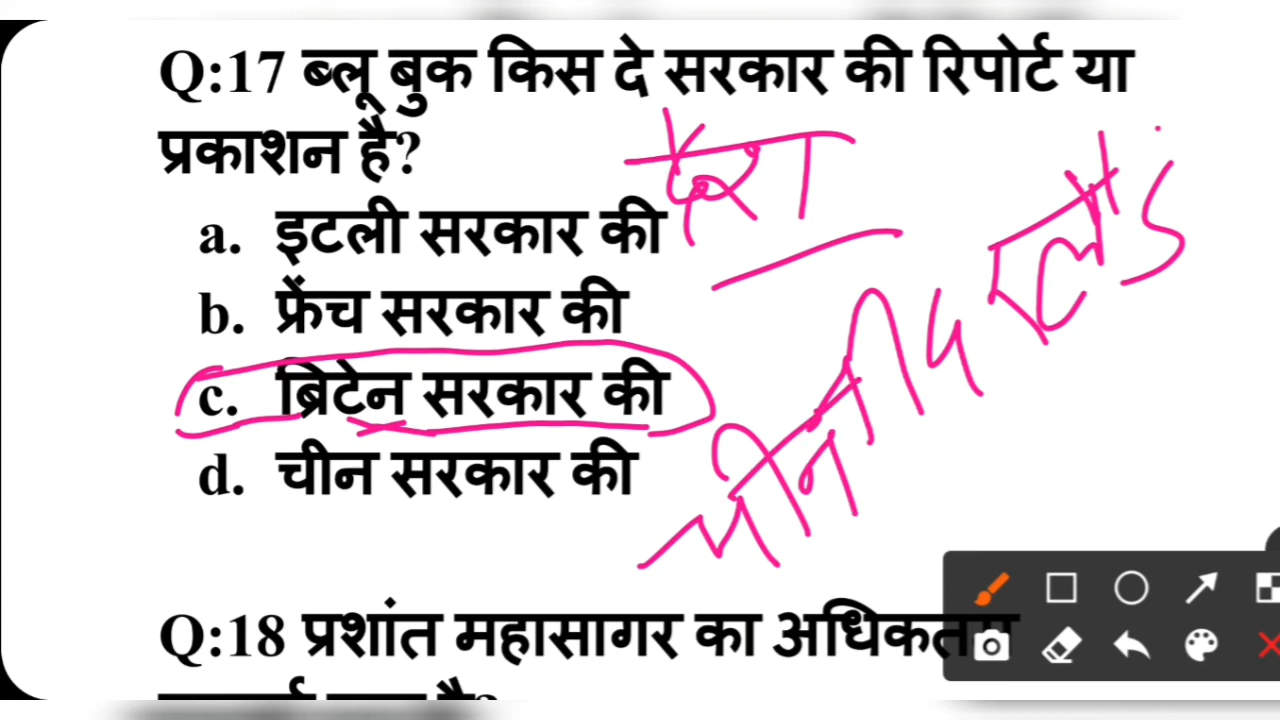 Q:17 ब्लू बुक किस दे सरकार की रिपोर्ट या
प्रकाशन है?
देश
a. इटली सरकार की
b. फ्रेंच सरकार की
c. ब्रिटेन सरकार की
d. चीन सरकार की
Q:18 प्रशांत महासागर का अधिकतम